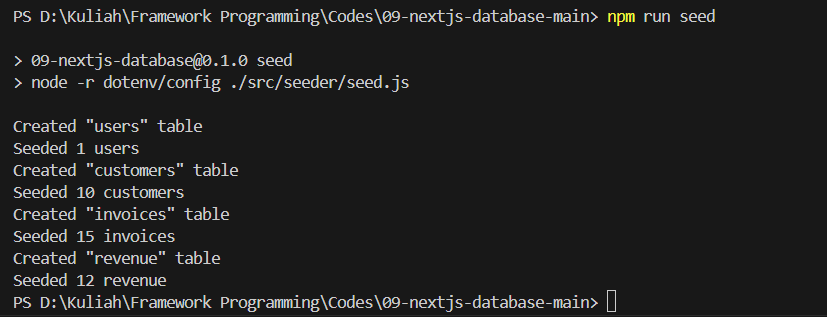 PS D:\Kuliah\Framework Programming\Codes\09-nextjs-database-main> npm run seed
> 09-nextjs-database@0.1.0 seed
> node -r dotenv/config ./src/seeder/seed.js
Created "users" table
Seeded 1 users
Created "customers" table
Seeded 10 customers
Created "invoices" table
Seeded 15 invoices
Created "revenue" table
Seeded 12 revenue
PS D:\Kuliah\Framework Programming\Codes\09-nextjs-database-main>